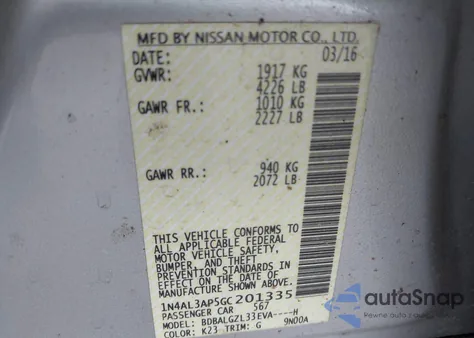 MFD BY NISSAN MOTOR CO., LTD.
DATE: 03/16
GVWR: 1917 KG
4226 LB
GAWR FR.: 1010 KG
2227 LB
GAWR RR.: 940 KG
2072 LB
THIS VEHICLE CONFORMS TO
ALL APPLICABLE FEDERAL
MOTOR VEHICLE SAFETY,
BUMPER, AND THEFT
PREVENTION STANDARDS IN
EFFECT ON THE DATE OF
MANUFACTURE SHOWN ABOVE.
1N4AL3AP5GC201335
PASSENGER CAR 567
MODEL: BDBALGZL33EVA----H
COLOR: K23 TRIM: G 9N00A
autoSnap
Pewne auto z USA